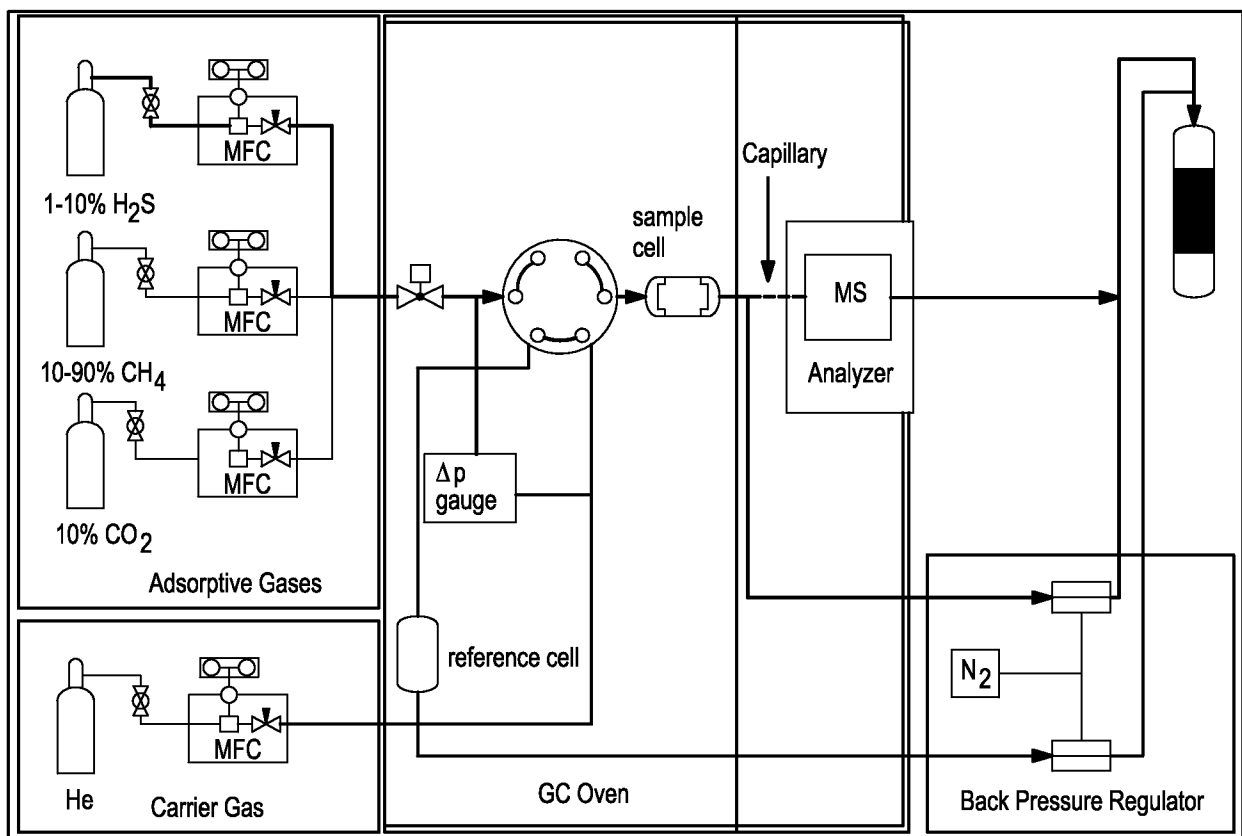 MFC
1-10% H₂S
MFC
10-90% CH₄
MFC
10% CO₂
Adsorptive Gases
MFC
He
Carrier Gas
Δp
gauge
reference cell
GC Oven
sample
cell
Capillary
MS
Analyzer
N₂
Back Pressure Regulator